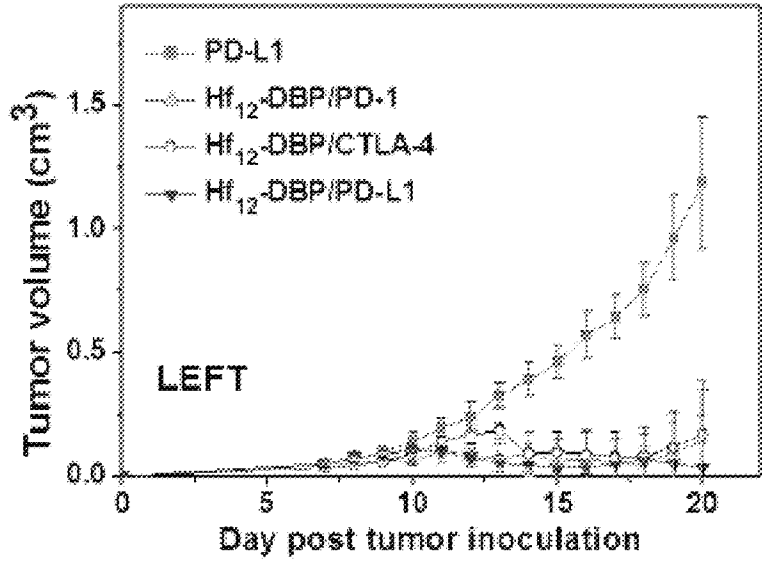 Tumor volume (cm³)
1.5
1.0
0.5
0.0
PD-L1
Hf₁₂-DBP/PD-1
Hf₁₂-DBP/CTLA-4
Hf₁₂-DBP/PD-L1
LEFT
0 5 10 15 20
Day post tumor inoculation